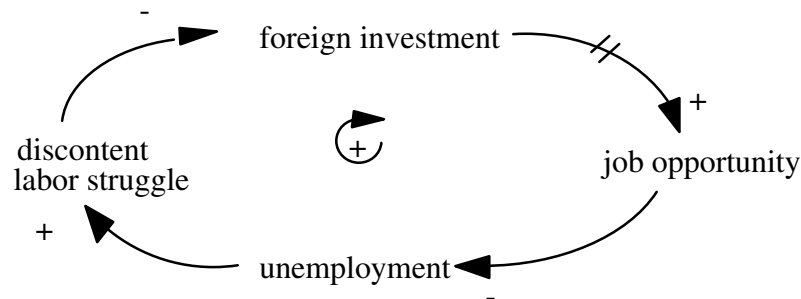 -
foreign investment
+
+
discontent
labor struggle
job opportunity
+
unemployment
-